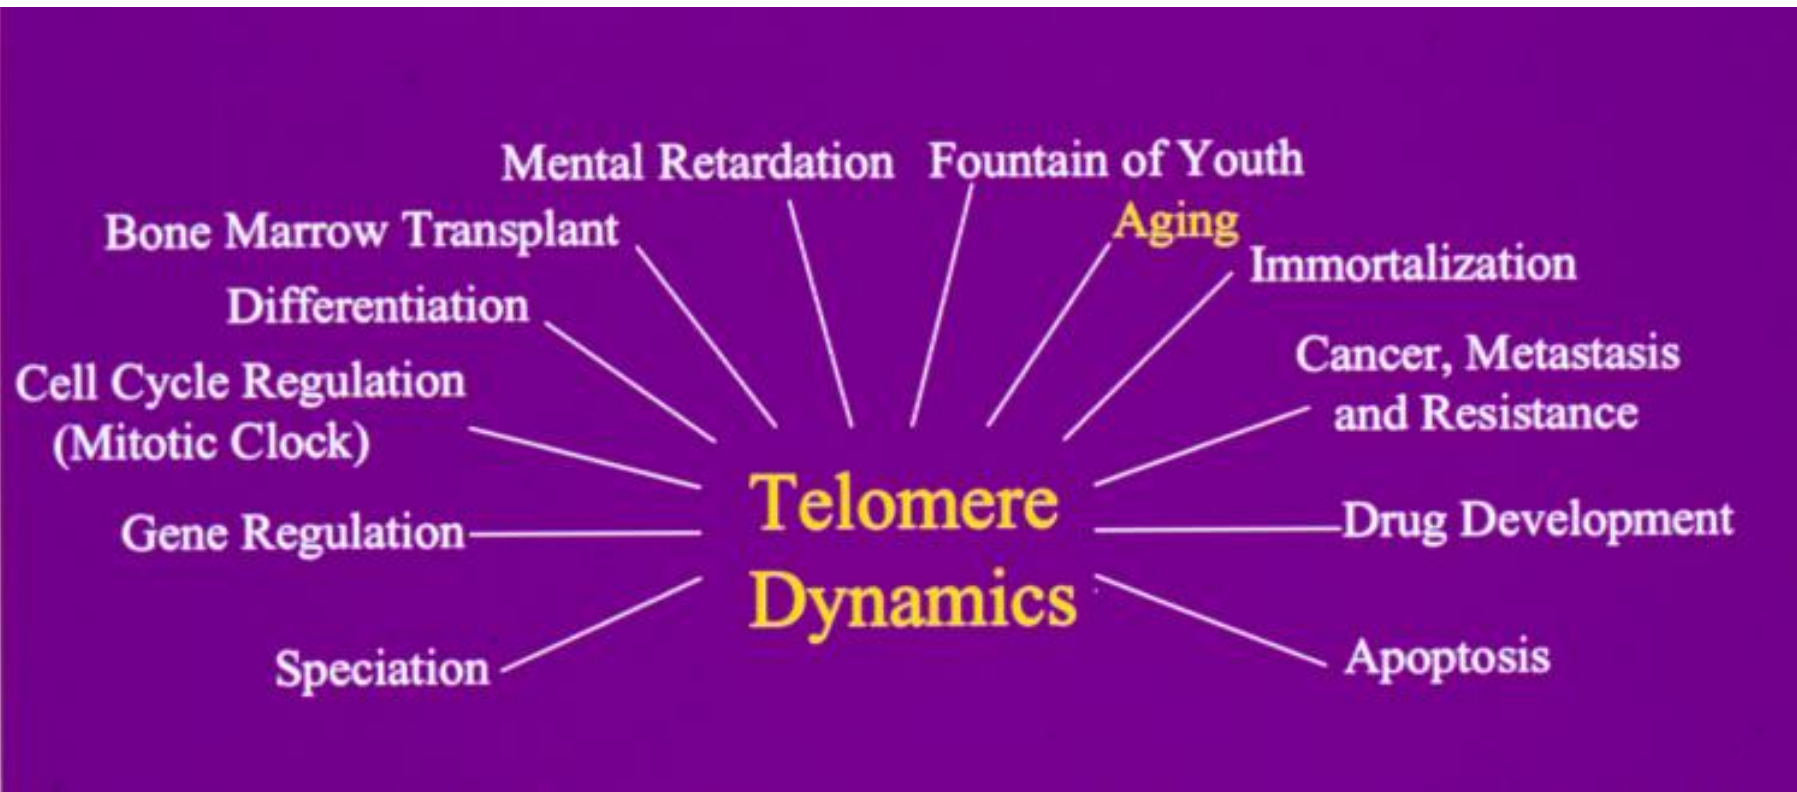 Mental Retardation
Fountain of Youth
Bone Marrow Transplant
Aging
Immortalization
Differentiation
Cancer, Metastasis
and Resistance
Cell Cycle Regulation
(Mitotic Clock)
Telomere
Dynamics
Gene Regulation
Drug Development
Speciation
Apoptosis